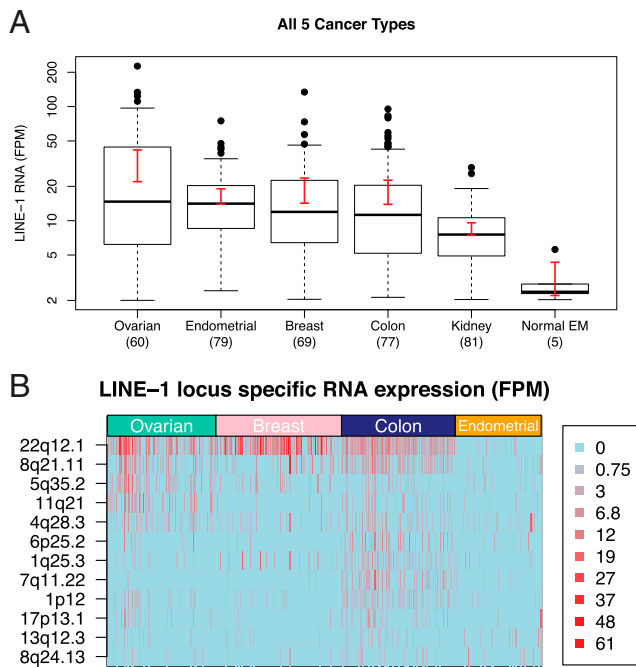 A
All 5 Cancer Types
LINE-1 RNA (FPM)
200
100
50
20
10
5
2
Ovarian Endometrial Breast Colon Kidney Normal EM
(60) (79) (69) (77) (81) (5)
B
LINE-1 locus specific RNA expression (FPM)
Ovarian Breast Colon Endometrial
22q12.1
8q21.11
5q35.2
11q21
4q28.3
6p25.2
1q25.3
7q11.22
1p12
17p13.1
13q12.3
8q24.13
0
0.75
3
6.8
12
19
27
37
48
61